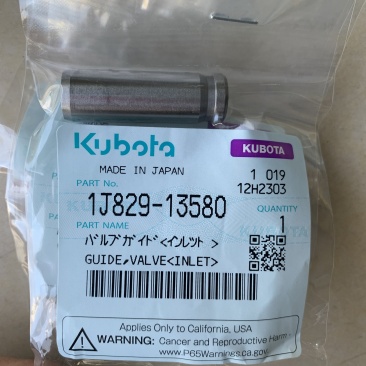 Kubota
KUBOTA
MADE IN JAPAN
1 019
12H2303
PART No.
1J829-13580
QUANTITY
1
PART NAME
バルブガイド<インレット >
GUIDE,VALVE<INLET>
Applies Only to California, USA
WARNING: Cancer and Reproductive Harm
www.P65Warnings.ca.gov